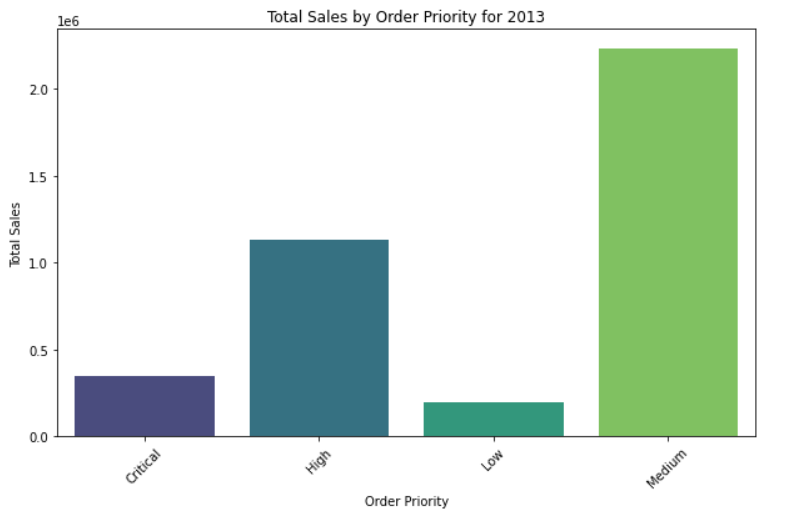 Total Sales by Order Priority for 2013
1e6
2.0
1.5
1.0
0.5
0.0
Total Sales
Critical
High
Low
Medium
Order Priority